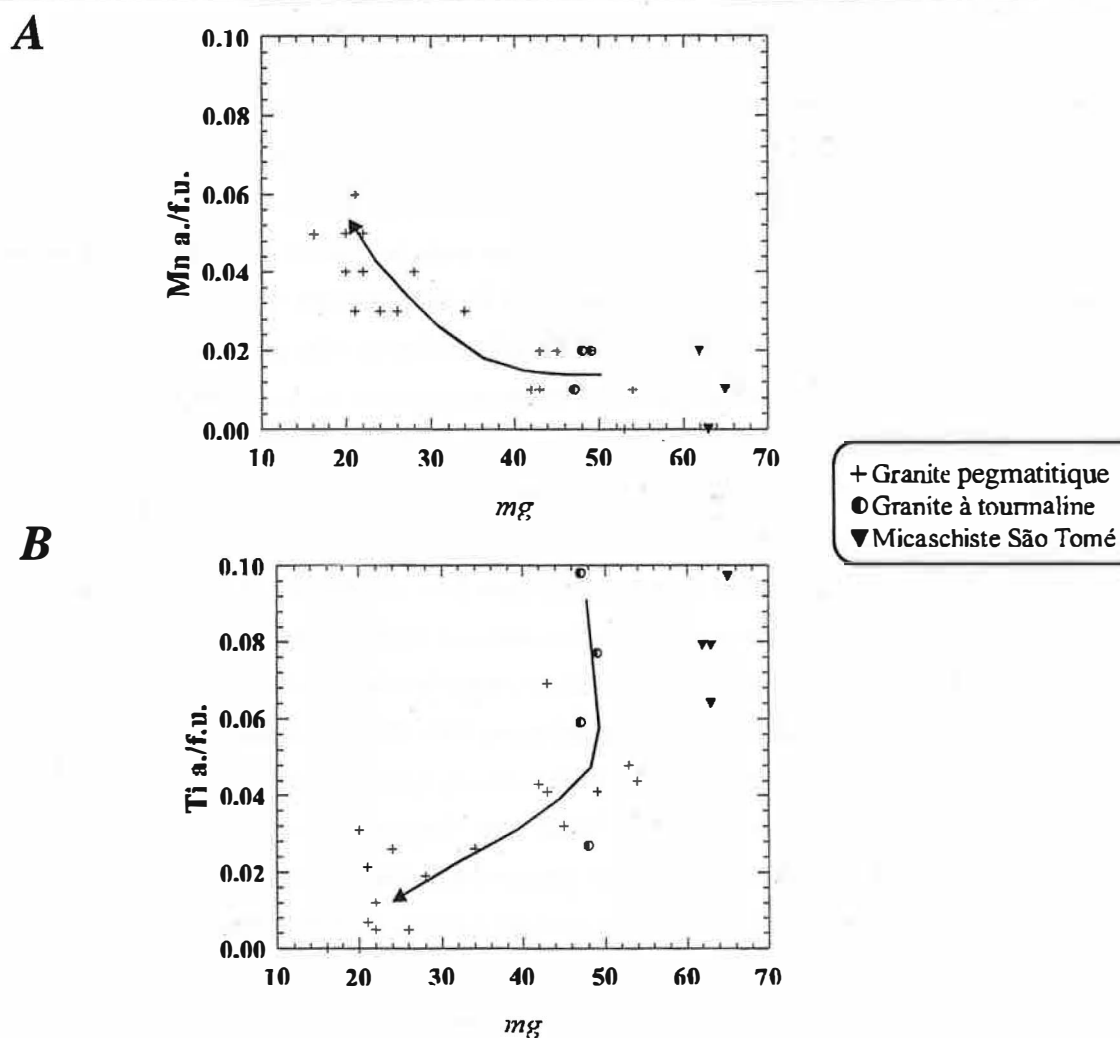 A
0.10
0.08
0.06
0.04
0.02
0.00
Mn a./f.u.
10 20 30 40 50 60 70
mg
+ Granite pegmatitique
◐ Granite à tourmaline
▼ Micaschiste São Tomé
B
0.10
0.08
0.06
0.04
0.02
0.00
Ti a./f.u.
10 20 30 40 50 60 70
mg